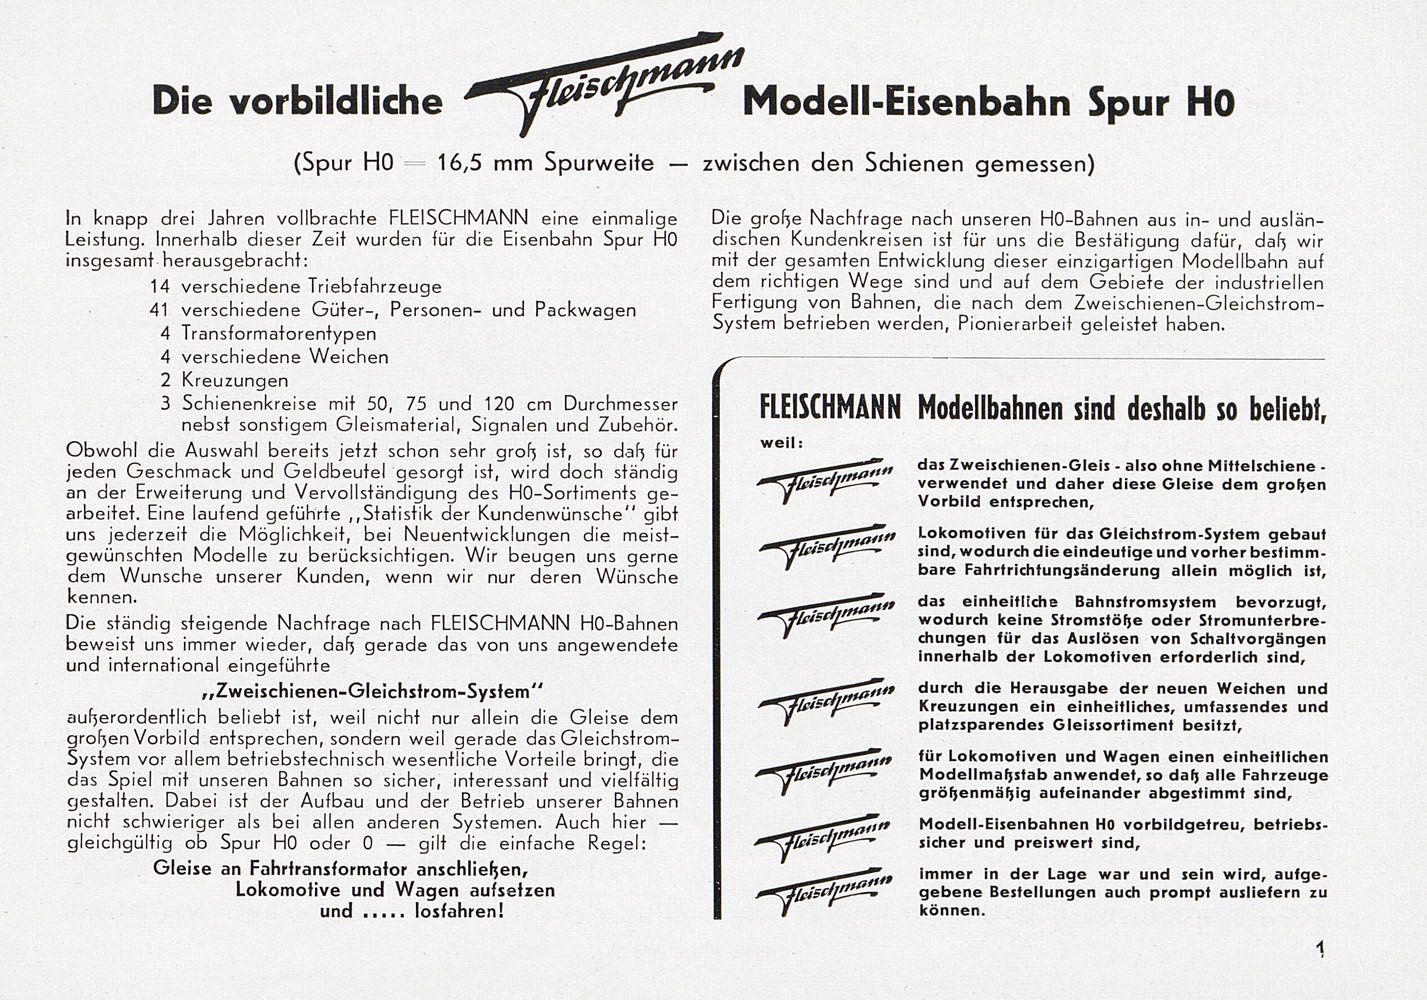 Die vorbildliche Fleischmann Modell-Eisenbahn Spur H0
(Spur H0 = 16,5 mm Spurweite — zwischen den Schienen gemessen)
In knapp drei Jahren vollbrachte FLEISCHMANN eine einmalige
Leistung. Innerhalb dieser Zeit wurden für die Eisenbahn Spur H0
insgesamt herausgebracht:
14 verschiedene Triebfahrzeuge
41 verschiedene Güter-, Personen- und Packwagen
4 Transformatorentypen
4 verschiedene Weichen
2 Kreuzungen
3 Schienenkreise mit 50, 75 und 120 cm Durchmesser
nebst sonstigem Gleismaterial, Signalen und Zubehör.
Obwohl die Auswahl bereits jetzt schon sehr groß ist, so daß für
jeden Geschmack und Geldbeutel gesorgt ist, wird doch ständig
an der Erweiterung und Vervollständigung des H0-Sortiments ge-
arbeitet. Eine laufend geführte ,,Statistik der Kundenwünsche" gibt
uns jederzeit die Möglichkeit, bei Neuentwicklungen die meist-
gewünschten Modelle zu berücksichtigen. Wir beugen uns gerne
dem Wunsche unserer Kunden, wenn wir nur deren Wünsche
kennen.
Die ständig steigende Nachfrage nach FLEISCHMANN H0-Bahnen
beweist uns immer wieder, daß gerade das von uns angewendete
und international eingeführte
,,Zweischienen-Gleichstrom-System"
außerordentlich beliebt ist, weil nicht nur allein die Gleise dem
großen Vorbild entsprechen, sondern weil gerade das Gleichstrom-
System vor allem betriebstechnisch wesentliche Vorteile bringt, die
das Spiel mit unseren Bahnen so sicher, interessant und vielfältig
gestalten. Dabei ist der Aufbau und der Betrieb unserer Bahnen
nicht schwieriger als bei allen anderen Systemen. Auch hier —
gleichgültig ob Spur H0 oder 0 — gilt die einfache Regel:
Gleise an Fahrtransformator anschließen,
Lokomotive und Wagen aufsetzen
und ..... losfahren!
Die große Nachfrage nach unseren H0-Bahnen aus in- und auslän-
dischen Kundenkreisen ist für uns die Bestätigung dafür, daß wir
mit der gesamten Entwicklung dieser einzigartigen Modellbahn auf
dem richtigen Wege sind und auf dem Gebiete der industriellen
Fertigung von Bahnen, die nach dem Zweischienen-Gleichstrom-
System betrieben werden, Pionierarbeit geleistet haben.
FLEISCHMANN Modellbahnen sind deshalb so beliebt,
weil:
Fleischmann das Zweischienen-Gleis - also ohne Mittelschiene -
verwendet und daher diese Gleise dem großen
Vorbild entsprechen,
Fleischmann Lokomotiven für das Gleichstrom-System gebaut
sind, wodurch die eindeutige und vorher bestimm-
bare Fahrtrichtungsänderung allein möglich ist,
Fleischmann das einheitliche Bahnstromsystem bevorzugt,
wodurch keine Stromstöße oder Stromunterbre-
chungen für das Auslösen von Schaltvorgängen
innerhalb der Lokomotiven erforderlich sind,
Fleischmann durch die Herausgabe der neuen Weichen und
Kreuzungen ein einheitliches, umfassendes und
platzsparendes Gleissortiment besitzt,
Fleischmann für Lokomotiven und Wagen einen einheitlichen
Modellmaßstab anwendet, so daß alle Fahrzeuge
größenmäßig aufeinander abgestimmt sind,
Fleischmann Modell-Eisenbahnen H0 vorbildgetreu, betriebs-
sicher und preiswert sind,
Fleischmann immer in der Lage war und sein wird, aufge-
gebene Bestellungen auch prompt ausliefern zu
können.
1